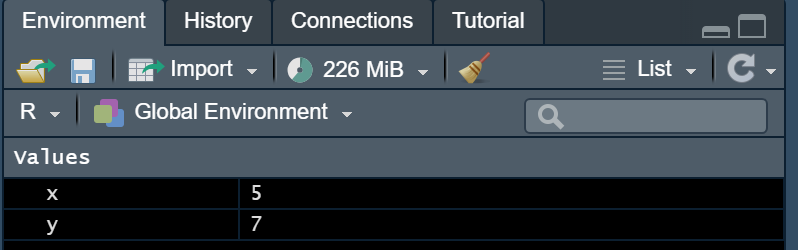 Environment History Connections Tutorial
Import 226 MiB List
R Global Environment
Values
x 5
y 7